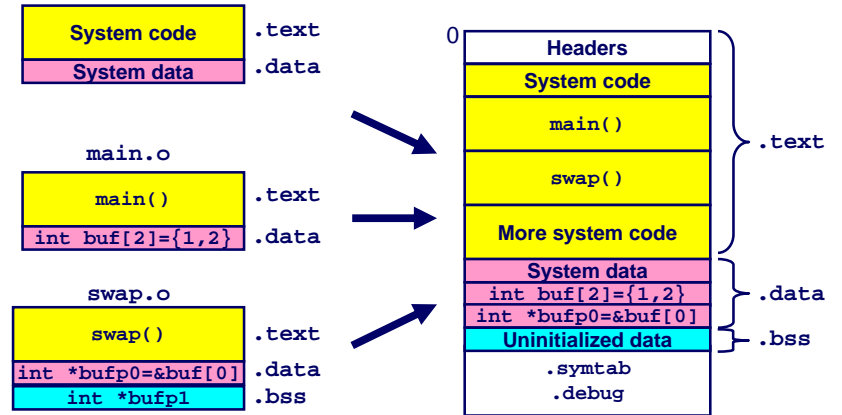 System code
.text
System data
.data
main.o
main()
.text
int buf[2]={1,2}
.data
swap.o
swap()
.text
int *bufp0=&buf[0]
.data
int *bufp1
.bss
0
Headers
System code
main()
swap()
More system code
.text
System data
int buf[2]={1,2}
int *bufp0=&buf[0]
.data
Uninitialized data
.bss
.symtab
.debug